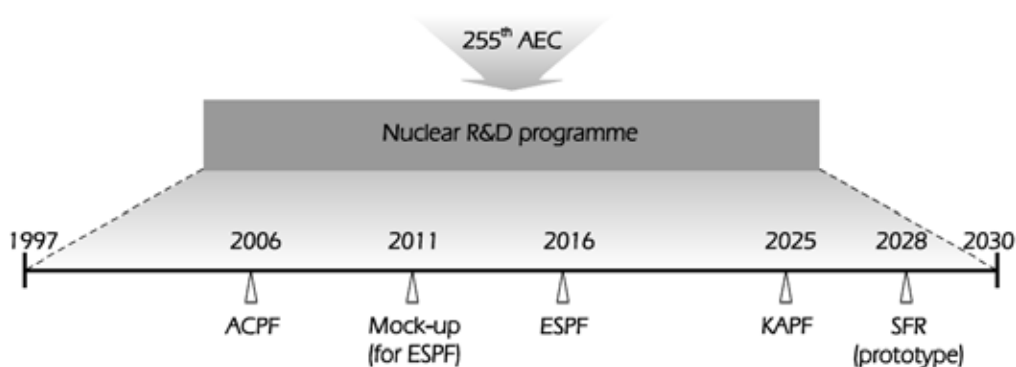 255th AEC
Nuclear R&D programme
1997 2006 2011 2016 2025 2028 2030
ACPF Mock-up ESPF KAPF SFR
(for ESPF) (prototype)